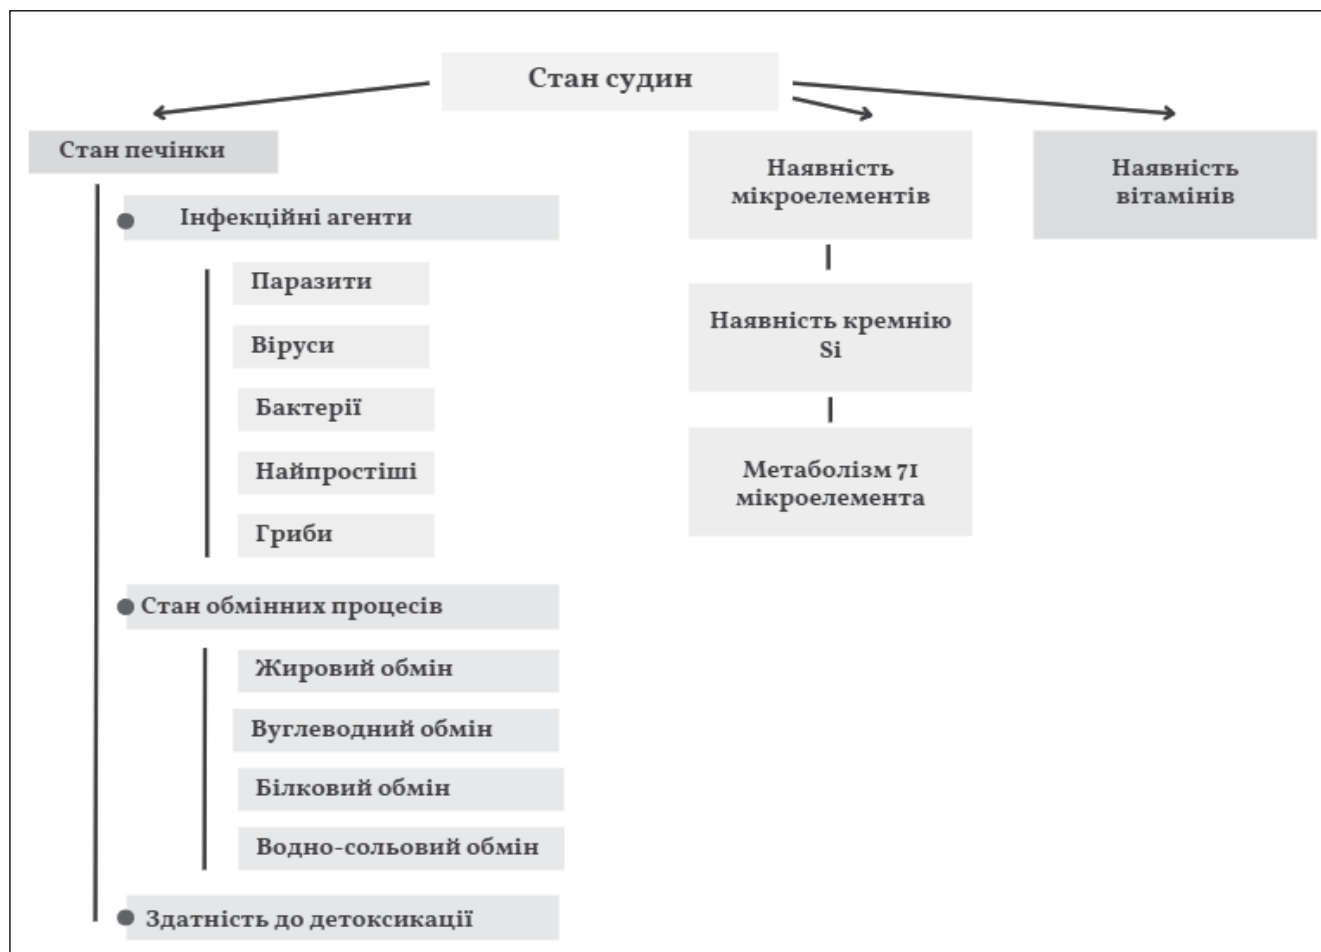 Стан судин
Стан печінки
Інфекційні агенти
Паразити
Віруси
Бактерії
Найпростіші
Гриби
Стан обмінних процесів
Жировий обмін
Вуглеводний обмін
Білковий обмін
Водно-сольовий обмін
Здатність до детоксикації
Наявність
мікроелементів
Наявність кремнію
Si
Метаболізм 71
мікроелемента
Наявність
вітамінів